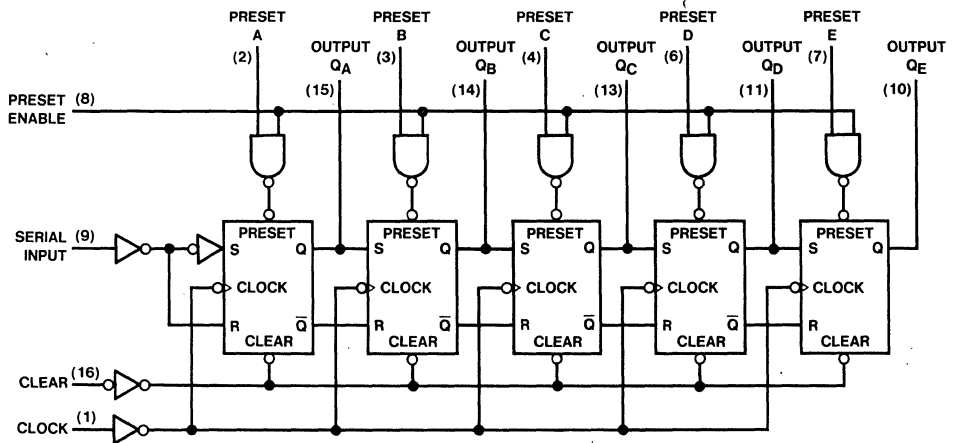 PRESET
A
(2)
OUTPUT
QA
(15)
PRESET
B
(3)
OUTPUT
QB
(14)
PRESET
C
(4)
OUTPUT
QC
(13)
PRESET
D
(6)
OUTPUT
QD
(11)
PRESET
E
(7)
OUTPUT
QE
(10)
PRESET
ENABLE
(8)
SERIAL
INPUT
(9)
PRESET
S Q
CLOCK
R Q̅
CLEAR
PRESET
S Q
CLOCK
R Q̅
CLEAR
PRESET
S Q
CLOCK
R Q̅
CLEAR
PRESET
S Q
CLOCK
R Q̅
CLEAR
PRESET
S Q
CLOCK
R
CLEAR
CLEAR (16)
CLOCK (1)